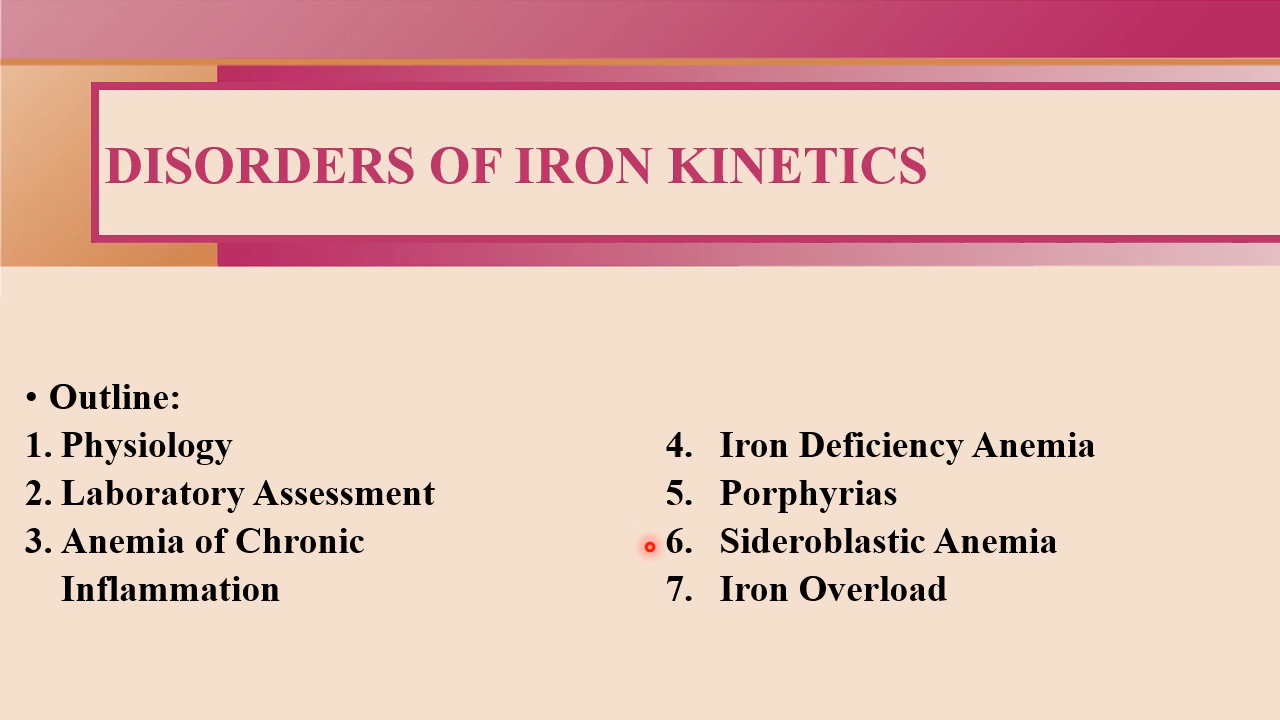 DISORDERS OF IRON KINETICS
• Outline:
1. Physiology
2. Laboratory Assessment
3. Anemia of Chronic
Inflammation
4. Iron Deficiency Anemia
5. Porphyrias
6. Sideroblastic Anemia
7. Iron Overload